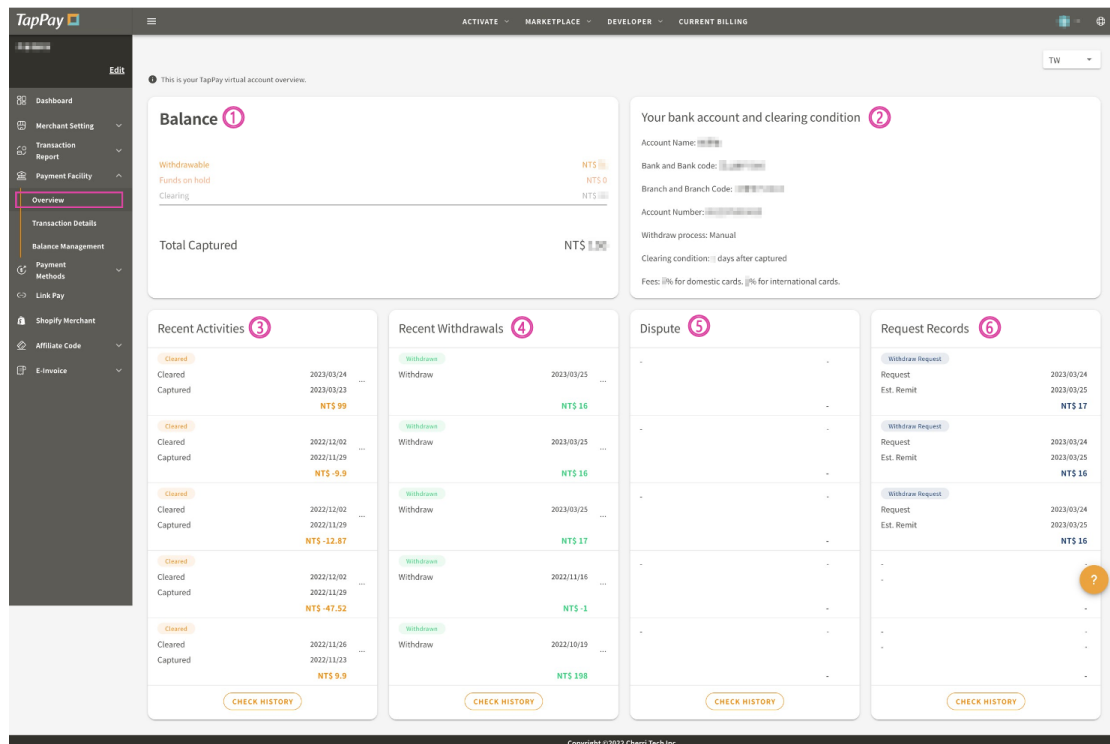 TapPay
ACTIVATE MARKETPLACE DEVELOPER CURRENT BILLING
Edit
TW
This is your TapPay virtual account overview.
Dashboard
Merchant Setting
Transaction
Report
Payment Facility
Overview
Transaction Details
Balance Management
Payment
Methods
Link Pay
Shopify Merchant
Affiliate Code
E-Invoice
Balance 1
Withdrawable NT$
Funds on hold NT$ 0
Clearing NT$
Total Captured NT$
Your bank account and clearing condition 2
Account Name:
Bank and Bank code:
Branch and Branch Code:
Account Number:
Withdraw process: Manual
Clearing condition: days after captured
Fees: % for domestic cards. % for international cards.
Recent Activities 3
Cleared
Cleared 2023/03/24 ...
Captured 2023/03/23
NT$ 99
Cleared
Cleared 2022/12/02 ...
Captured 2022/11/29
NT$ -9.9
Cleared
Cleared 2022/12/02 ...
Captured 2022/11/29
NT$ -12.87
Cleared
Cleared 2022/12/02 ...
Captured 2022/11/29
NT$ -47.52
Cleared
Cleared 2022/11/26 ...
Captured 2022/11/23
NT$ 9.9
CHECK HISTORY
Recent Withdrawals 4
Withdrawn
Withdraw 2023/03/25 ...
NT$ 16
Withdrawn
Withdraw 2023/03/25 ...
NT$ 16
Withdrawn
Withdraw 2023/03/25 ...
NT$ 17
Withdrawn
Withdraw 2022/11/16 ...
NT$ -1
Withdrawn
Withdraw 2022/10/19 ...
NT$ 198
CHECK HISTORY
Dispute 5
- -
-
- -
-
- -
-
- -
-
- -
-
CHECK HISTORY
Request Records 6
Withdraw Request
Request 2023/03/24
Est. Remit 2023/03/25
NT$ 17
Withdraw Request
Request 2023/03/24
Est. Remit 2023/03/25
NT$ 16
Withdraw Request
Request 2023/03/24
Est. Remit 2023/03/25
NT$ 16
- -
-
-
- -
- -
-
CHECK HISTORY
?
Copyright ©2022 Cherri Tech Inc.